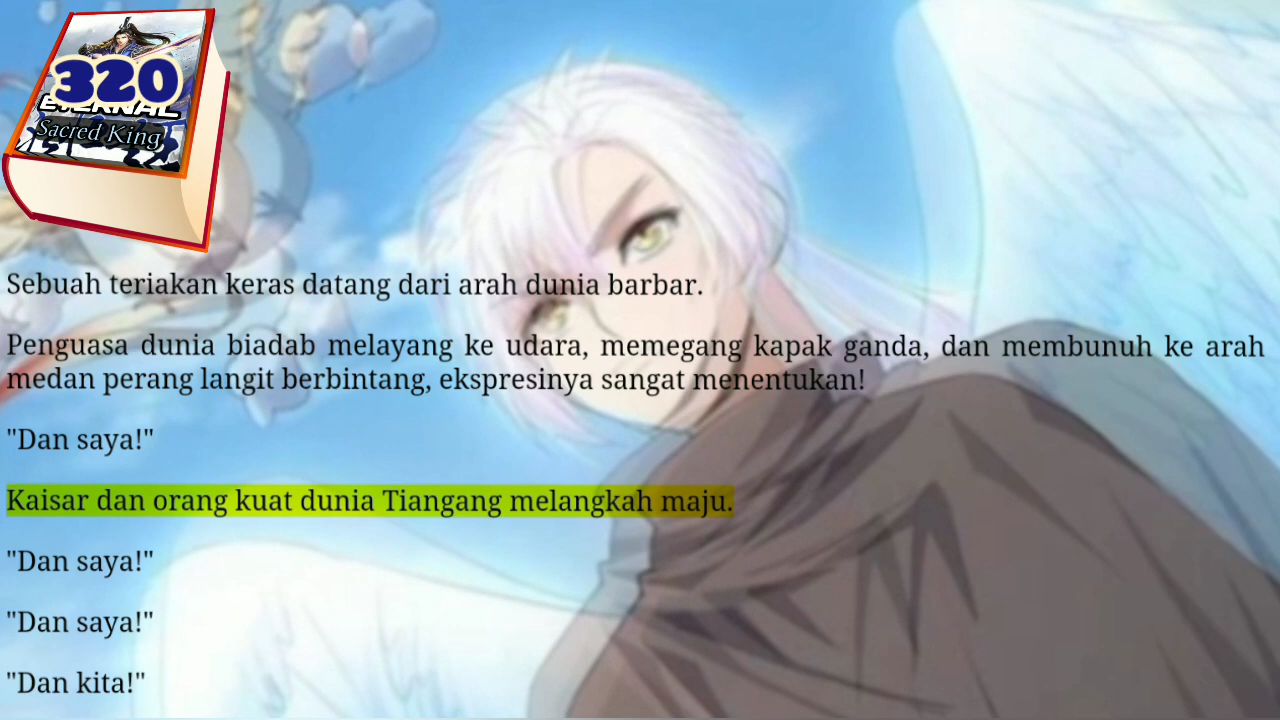 320
ETERNAL
Sacred King
Sebuah teriakan keras datang dari arah dunia barbar.
Penguasa dunia biadab melayang ke udara, memegang kapak ganda, dan membunuh ke arah
medan perang langit berbintang, ekspresinya sangat menentukan!
"Dan saya!"
Kaisar dan orang kuat dunia Tiangang melangkah maju.
"Dan saya!"
"Dan saya!"
"Dan kita!"